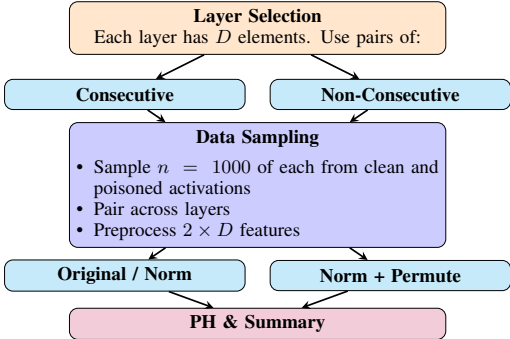 Layer Selection
Each layer has D elements. Use pairs of:
Consecutive
Non-Consecutive
Data Sampling
• Sample n = 1000 of each from clean and
poisoned activations
• Pair across layers
• Preprocess 2 × D features
Original / Norm
Norm + Permute
PH & Summary